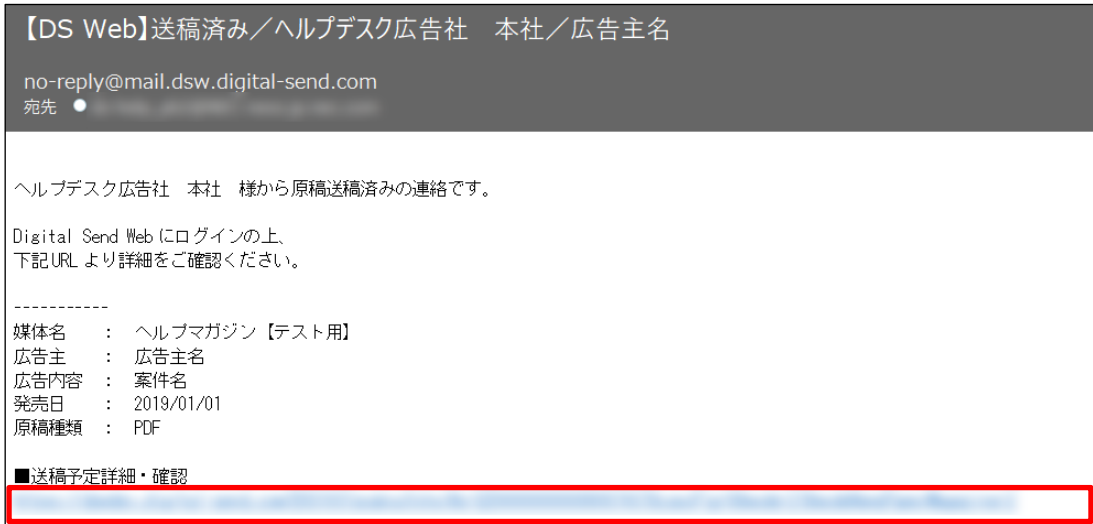 【DS Web】送稿済み／ヘルプデスク広告社　本社／広告主名
no-reply@mail.dsw.digital-send.com
宛先
ヘルプデスク広告社　本社　様から原稿送稿済みの連絡です。
Digital Send Webにログインの上、
下記URLより詳細をご確認ください。
-----------
媒体名　：　ヘルプマガジン【テスト用】
広告主　：　広告主名
広告内容　：　案件名
発売日　：　2019/01/01
原稿種類　：　PDF
■送稿予定詳細・確認